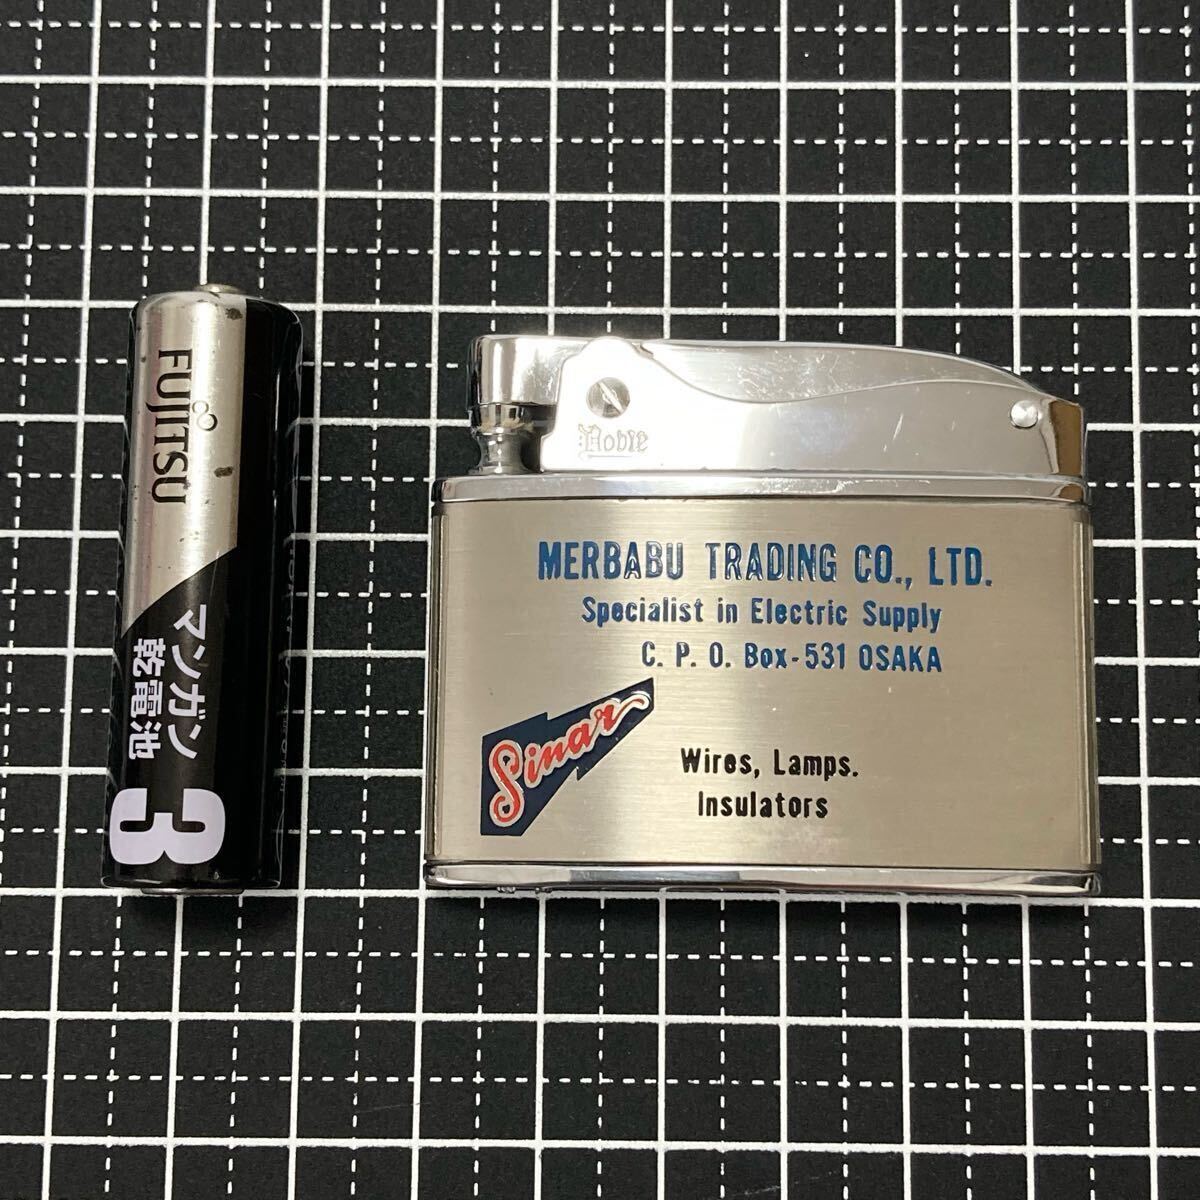 FUJITSU
マンガン
乾電池
3
Noble
MERBABU TRADING CO., LTD.
Specialist in Electric Supply
C. P. O. Box-531 OSAKA
Sinar
Wires, Lamps.
Insulators